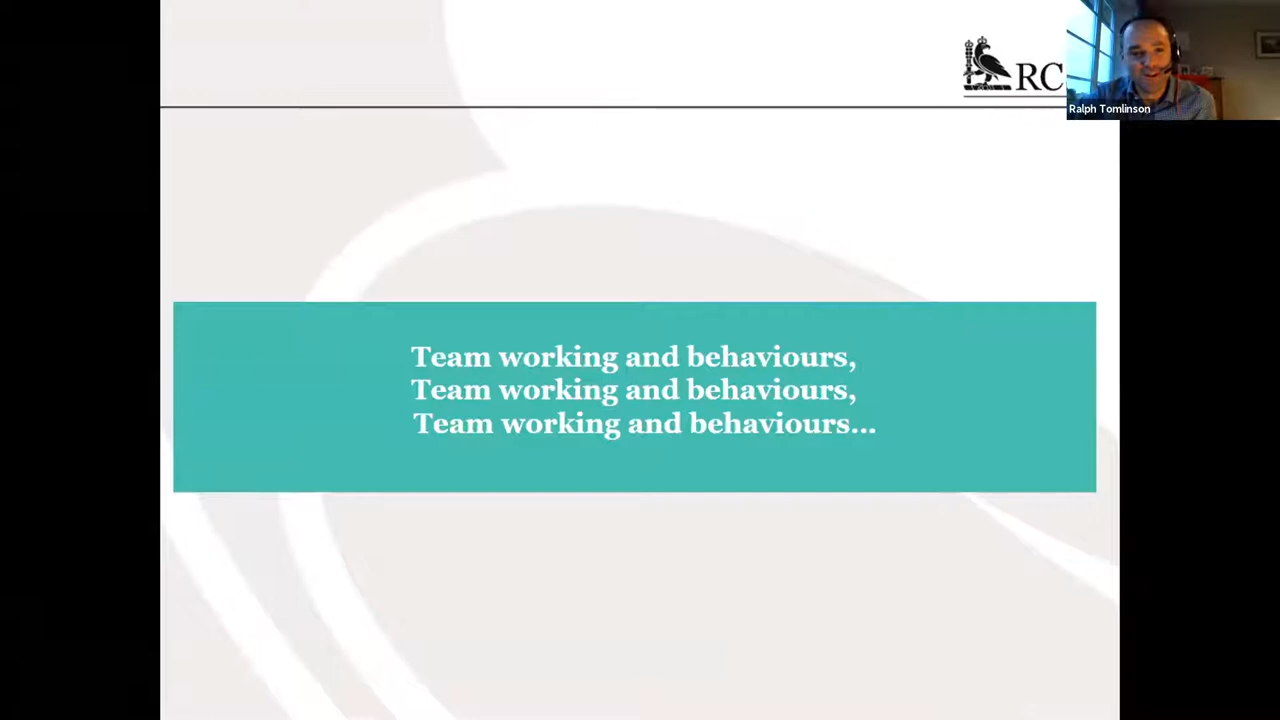 RC
Ralph Tomlinson
Team working and behaviours,
Team working and behaviours,
Team working and behaviours...